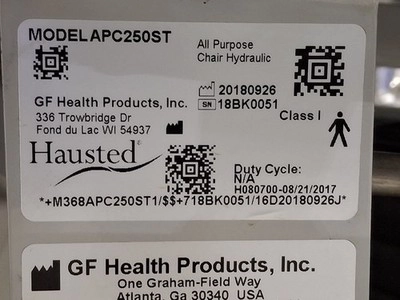 MODEL APC250ST
All Purpose
Chair Hydraulic
20180926
SN 18BK0051
GF Health Products, Inc.
336 Trowbridge Dr
Fond du Lac WI 54937
Class I
Hausted®
Duty Cycle:
N/A
H080700-08/21/2017
*+M368APC250ST1/$$+718BK0051/16D20180926J*
GF Health Products, Inc.
One Graham-Field Way
Atlanta, Ga 30340 USA